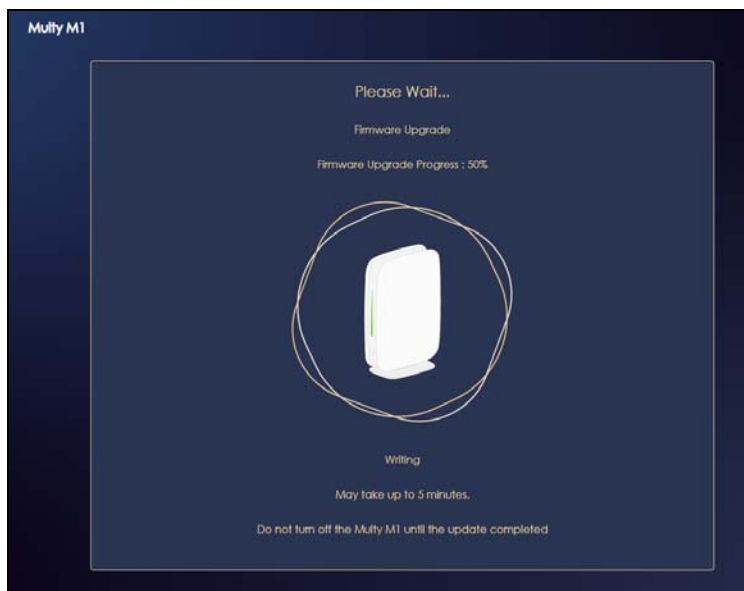 Multy M1
Please Wait...
Firmware Upgrade
Firmware Upgrade Progress : 50%
Writing
May take up to 5 minutes.
Do not turn off the Multy M1 until the update completed